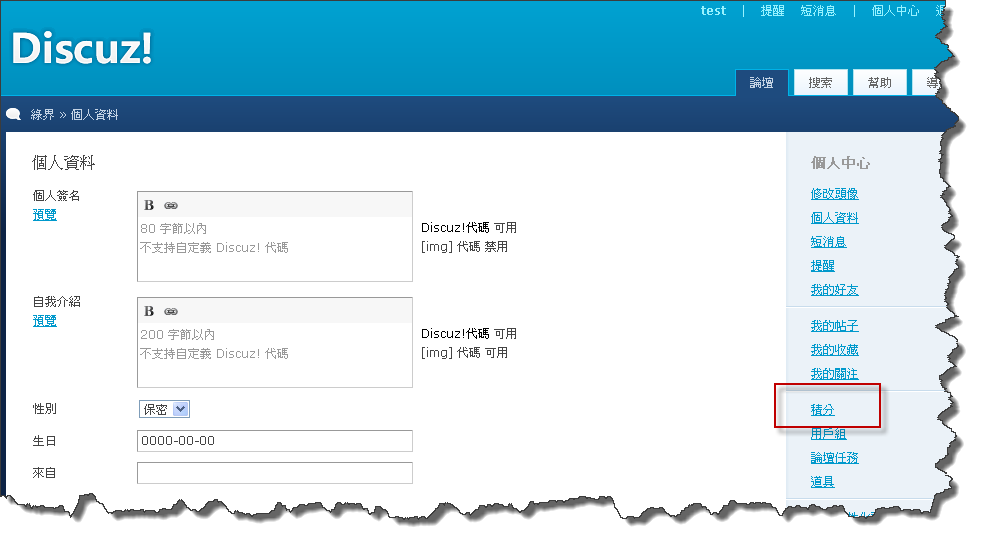 test | 提醒 短消息 | 個人中心
Discuz!
論壇 搜索 幫助 導
綠界 » 個人資料
個人資料
個人簽名
預覽
B
80 字節以內
不支持自定義 Discuz! 代碼
Discuz!代碼 可用
[img] 代碼 禁用
自我介紹
預覽
B
200 字節以內
不支持自定義 Discuz! 代碼
Discuz!代碼 可用
[img] 代碼 可用
性別 保密
生日 0000-00-00
來自
個人中心
修改頭像
個人資料
短消息
提醒
我的好友
我的帖子
我的收藏
我的關注
積分
用戶組
論壇任務
道具